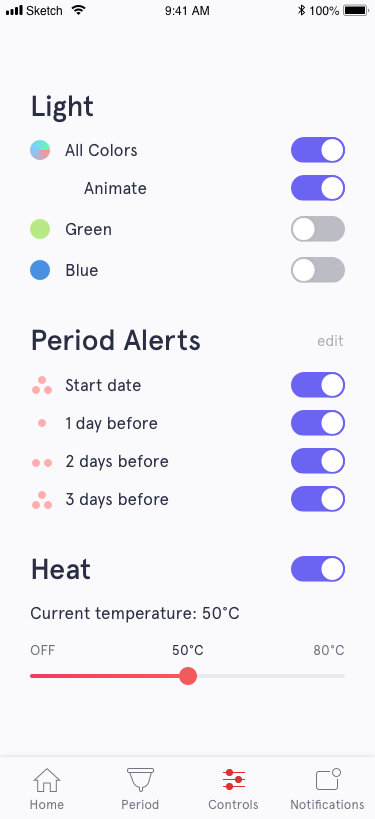 Sketch 9:41 AM 100%
Light
All Colors
Animate
Green
Blue
Period Alerts edit
Start date
1 day before
2 days before
3 days before
Heat
Current temperature: 50°C
OFF 50°C 80°C
Home Period Controls Notifications